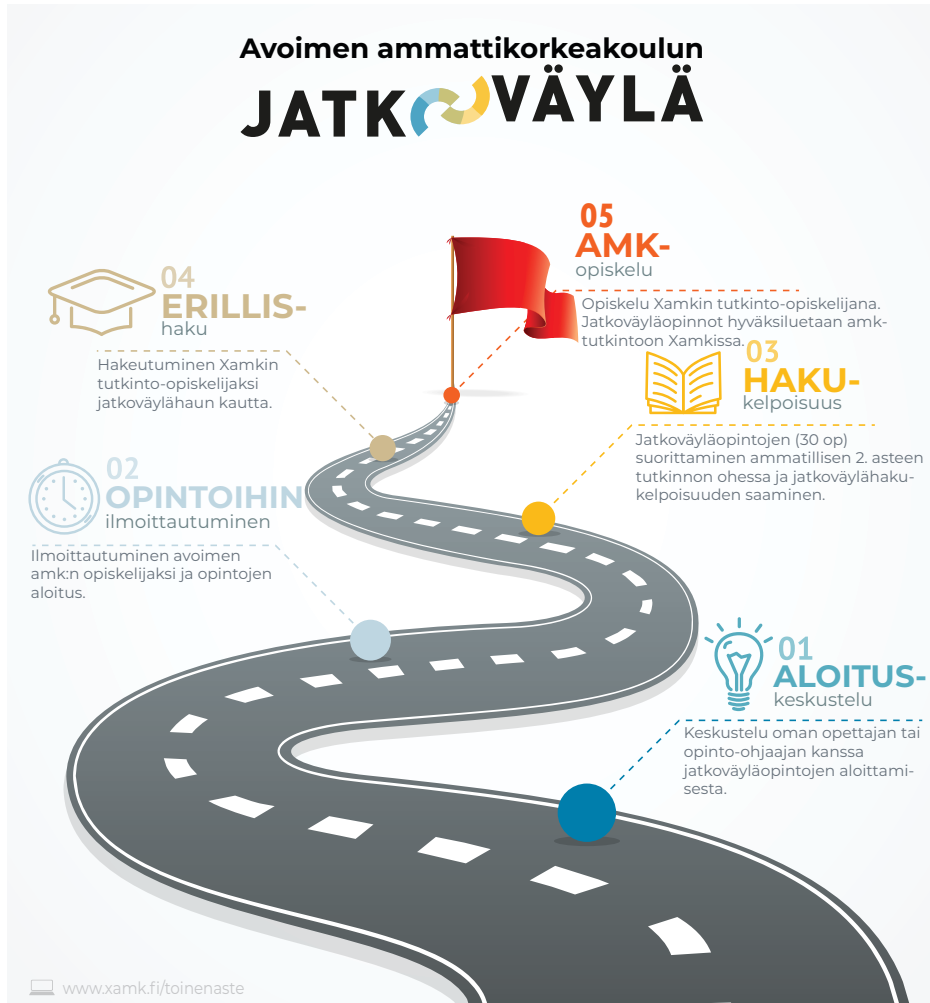 Avoimen ammattikorkeakoulun
JATKOVÄYLÄ
05
AMK-
opiskelu
Opiskelu Xamkin tutkinto-opiskelijana.
Jatkoväyläopinnot hyväksiluetaan amk-
tutkintoon Xamkissa.
04
ERILLIS-
haku
Hakeutuminen Xamkin
tutkinto-opiskelijaksi
jatkoväylähaun kautta.
03
HAKU-
kelpoisuus
Jatkoväyläopintojen (30 op)
suorittaminen ammatillisen 2. asteen
tutkinnon ohessa ja jatkoväylähaku-
kelpoisuuden saaminen.
02
OPINTOIHIN
ilmoittautuminen
Ilmoittautuminen avoimen
amk:n opiskelijaksi ja opintojen
aloitus.
01
ALOITUS-
keskustelu
Keskustelu oman opettajan tai
opinto-ohjaajan kanssa
jatkoväyläopintojen aloittami-
sesta.
www.xamk.fi/toinenaste